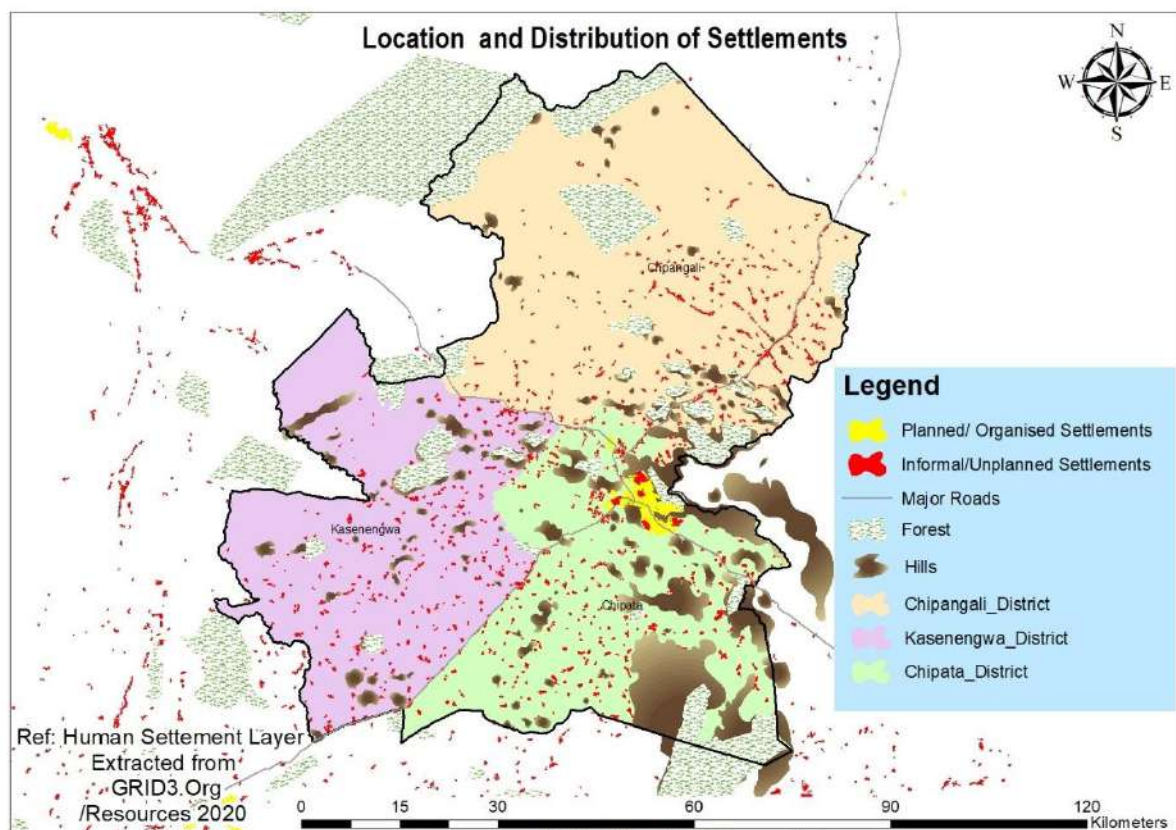 Location and Distribution of Settlements
N
W E
S
Chpangali
Kasenengwa
Chipata
Legend
Planned/ Organised Settlements
Informal/Unplanned Settlements
Major Roads
Forest
Hills
Chipangali_District
Kasenengwa_District
Chipata_District
Ref: Human Settement Layer
Extracted from
GRID3.Org
/Resources 2020
0 15 30 60 90 120
Kilometers